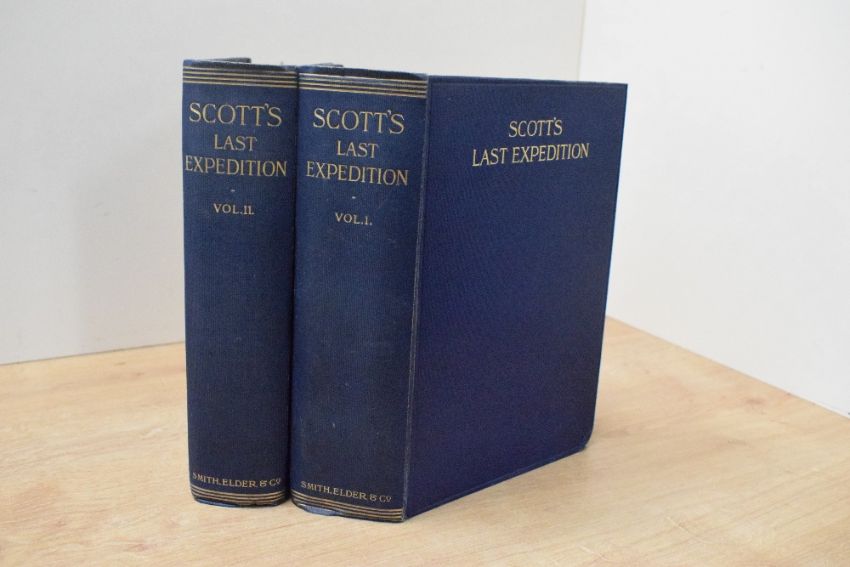 SCOTT'S
LAST
EXPEDITION
VOL.II.
SMITH, ELDER, & Co
SCOTT'S
LAST
EXPEDITION
VOL.I.
SMITH, ELDER & Co
SCOTT'S
LAST EXPEDITION